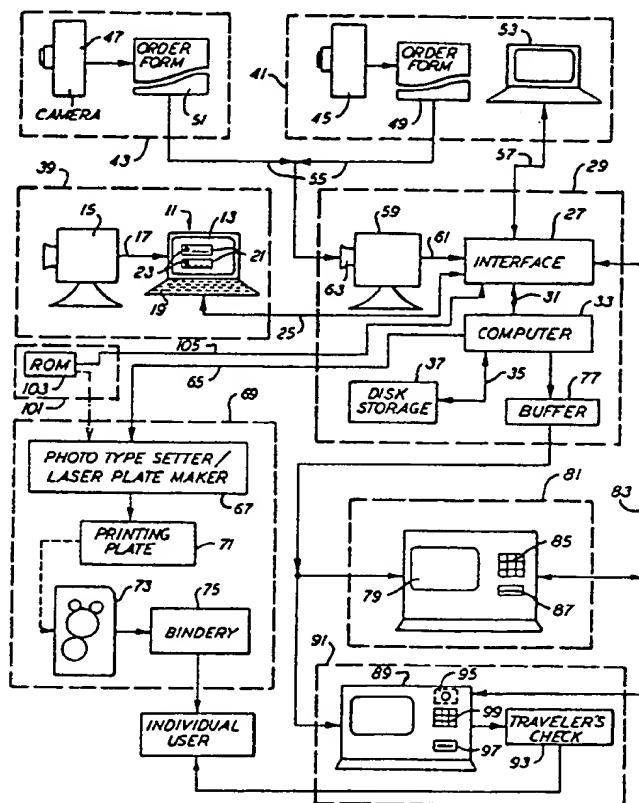 47
ORDER
FORM
CAMERA
51
43
41
45
ORDER
FORM
49
53
55
57
39
15
17
11
13
23
21
19
25
29
59
61
63
27
INTERFACE
31
33
COMPUTER
35
37
DISK
STORAGE
77
BUFFER
ROM
103
101
105
65
69
PHOTO TYPE SETTER/
LASER PLATE MAKER
67
PRINTING
PLATE
71
73
75
BINDERY
INDIVIDUAL
USER
81
83
79
85
87
91
89
95
99
97
TRAVELER'S
CHECK
93